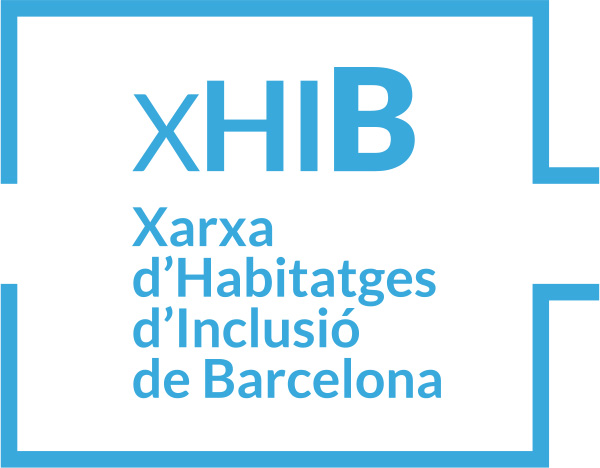 XHIB
Xarxa
d'Habitatges
d'Inclusió
de Barcelona